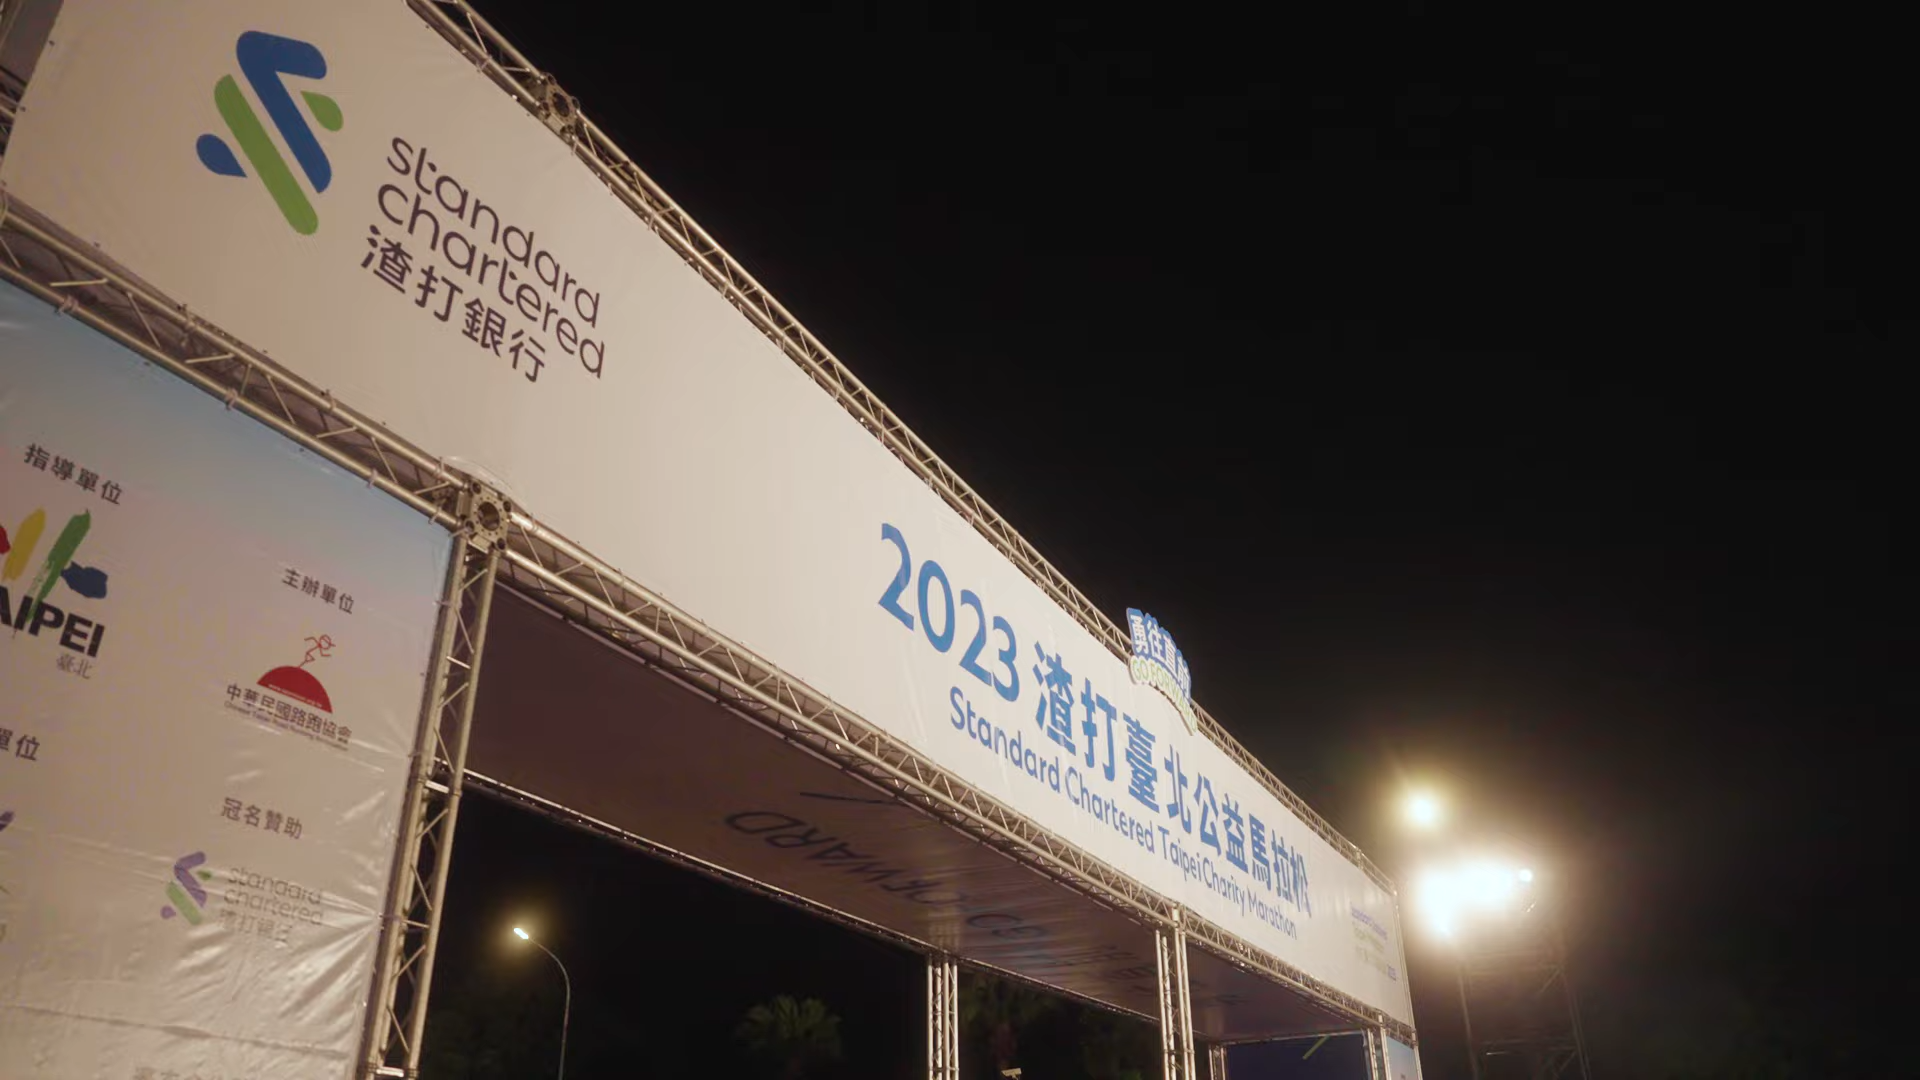 standard
chartered
渣打銀行
2023 渣打臺北公益馬拉松
Standard Chartered Taipei Charity Marathon
勇往直前
GO FORWARD
指導單位
TAIPEI
臺北
主辦單位
中華民國路跑協會
單位
冠名贊助
standard
chartered
渣打銀行